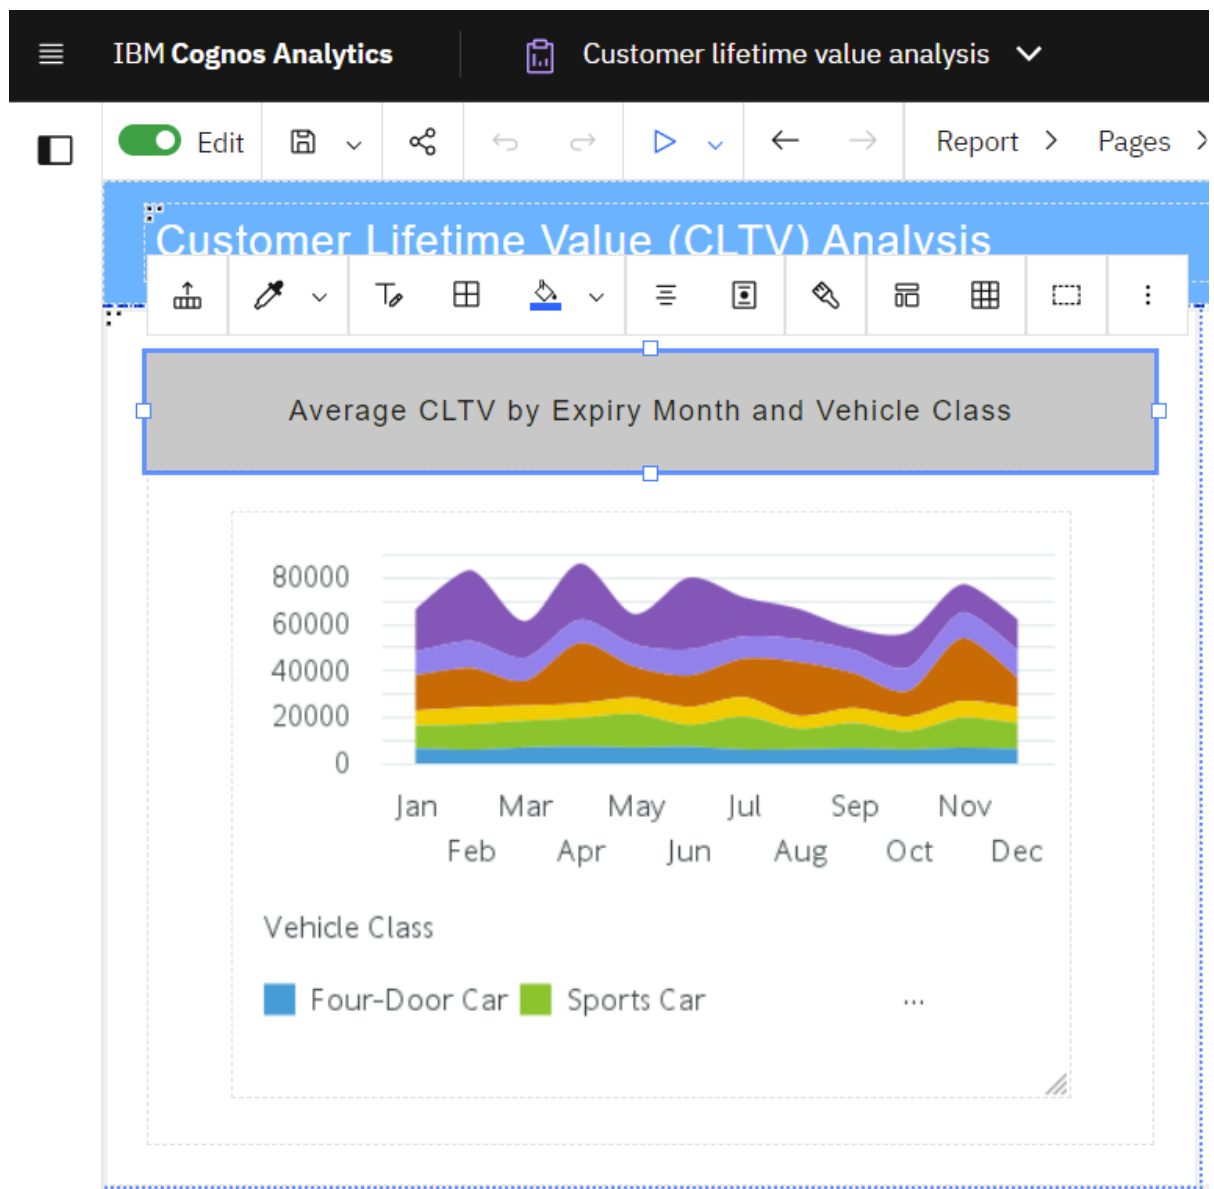 IBM Cognos Analytics
Customer lifetime value analysis
Edit
Report
Pages
Customer Lifetime Value (CLTV) Analysis
Average CLTV by Expiry Month and Vehicle Class
80000
60000
40000
20000
0
Jan Mar May Jul Sep Nov
Feb Apr Jun Aug Oct Dec
Vehicle Class
Four-Door Car Sports Car ...